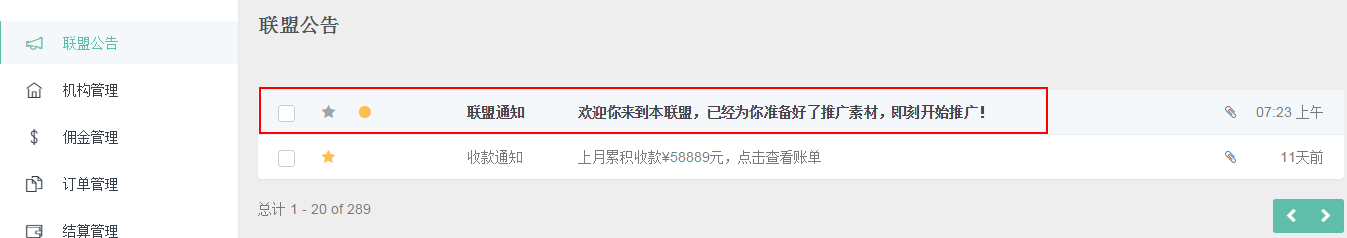 联盟公告
机构管理
佣金管理
订单管理
结算管理
联盟公告
联盟通知 欢迎你来到本联盟，已经为你准备好了推广素材，即刻开始推广！ 07:23 上午
收款通知 上月累积收款¥58889元，点击查看账单 11天前
总计 1 - 20 of 289